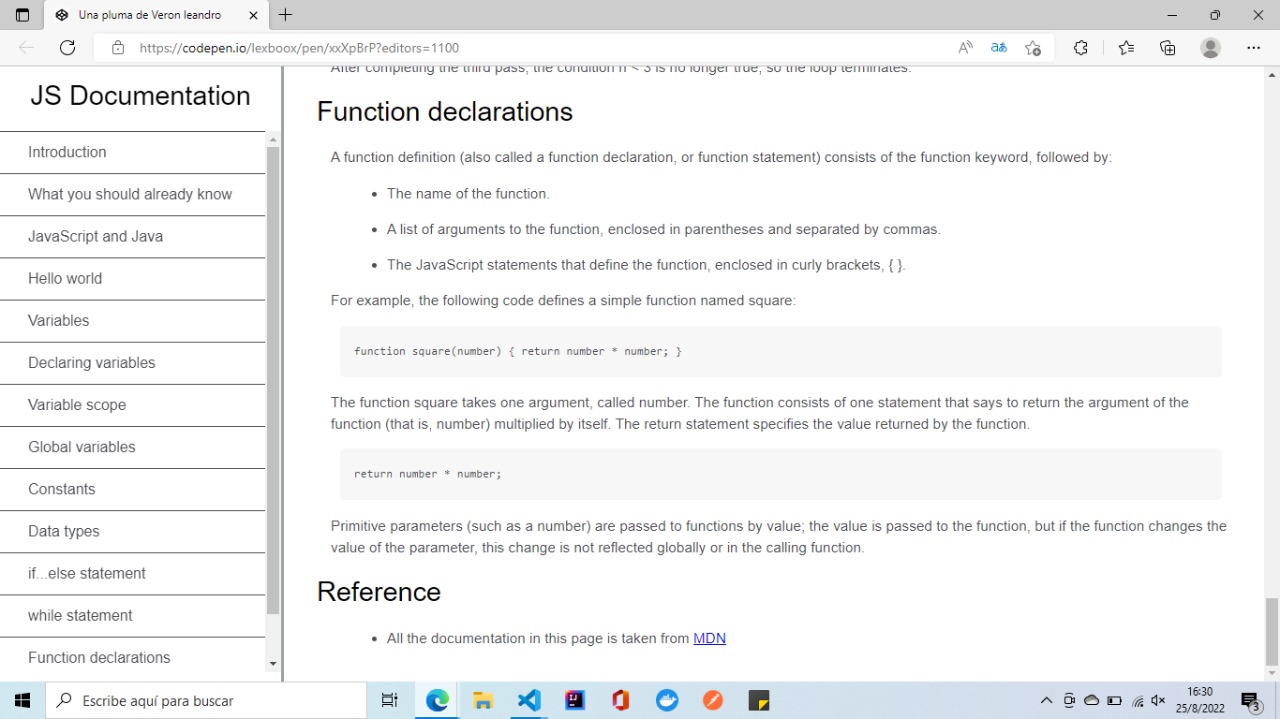 Una pluma de Veron leandro
https://codepen.io/lexboox/pen/xxXpBrP?editors=1100
JS Documentation
Introduction
What you should already know
JavaScript and Java
Hello world
Variables
Declaring variables
Variable scope
Global variables
Constants
Data types
if...else statement
while statement
Function declarations
After completing the third pass, the condition n < 3 is no longer true, so the loop terminates.
Function declarations
A function definition (also called a function declaration, or function statement) consists of the function keyword, followed by:
• The name of the function.
• A list of arguments to the function, enclosed in parentheses and separated by commas.
• The JavaScript statements that define the function, enclosed in curly brackets, { }.
For example, the following code defines a simple function named square:
function square(number) { return number * number; }
The function square takes one argument, called number. The function consists of one statement that says to return the argument of the
function (that is, number) multiplied by itself. The return statement specifies the value returned by the function.
return number * number;
Primitive parameters (such as a number) are passed to functions by value; the value is passed to the function, but if the function changes the
value of the parameter, this change is not reflected globally or in the calling function.
Reference
• All the documentation in this page is taken from MDN
Escribe aquí para buscar
16:30
25/8/2022
3